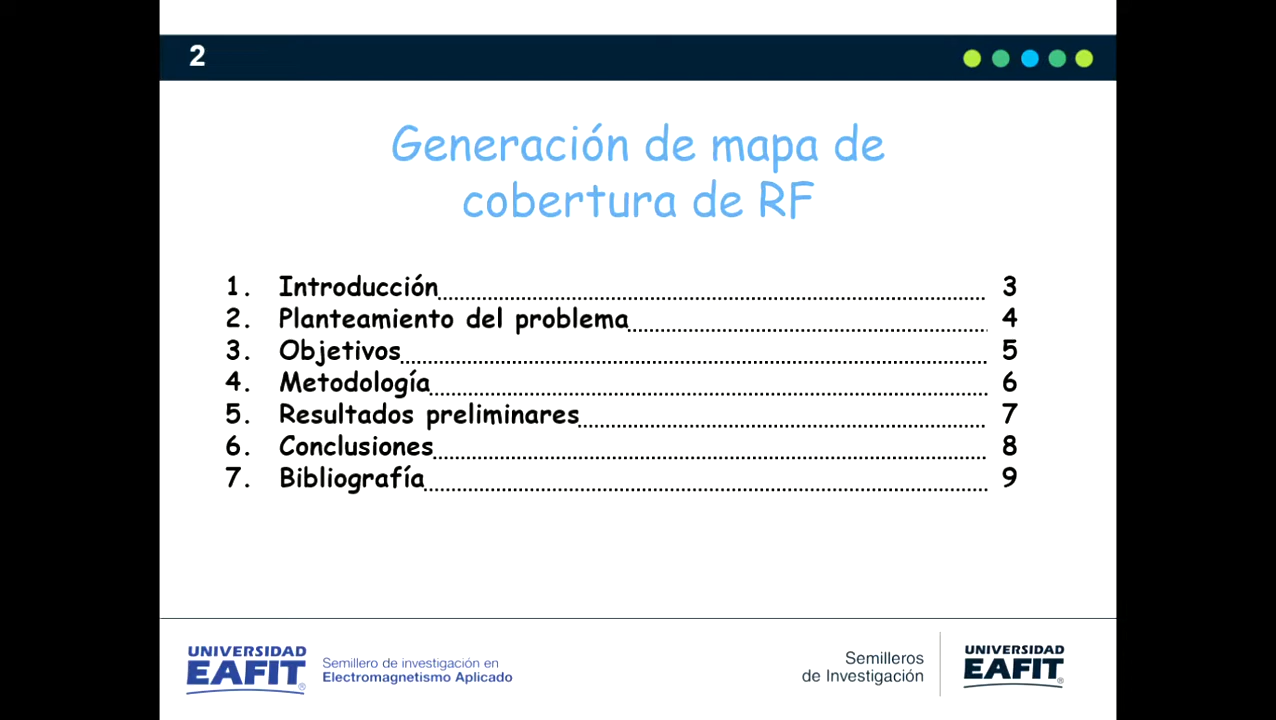 2
Generación de mapa de
cobertura de RF
1. Introducción 3
2. Planteamiento del problema 4
3. Objetivos 5
4. Metodología 6
5. Resultados preliminares 7
6. Conclusiones 8
7. Bibliografía 9
UNIVERSIDAD
EAFIT®
Semillero de investigación en
Electromagnetismo Aplicado
Semilleros
de Investigación
UNIVERSIDAD
EAFIT®